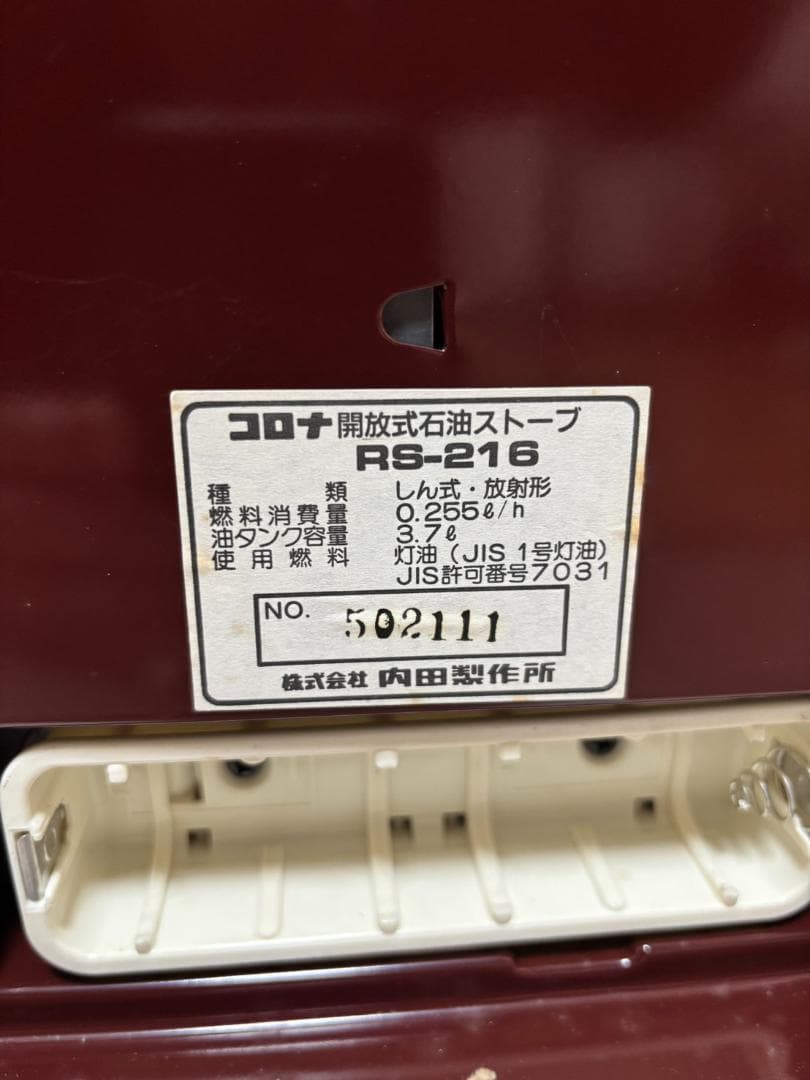 コロナ開放式石油ストーブ
RS-216
種類 しん式・放射形
燃料消費量 0.255ℓ/h
油タンク容量 3.7ℓ
使用燃料 灯油(JIS 1号灯油)
JIS許可番号7031
NO. 502111
株式会社 内田製作所